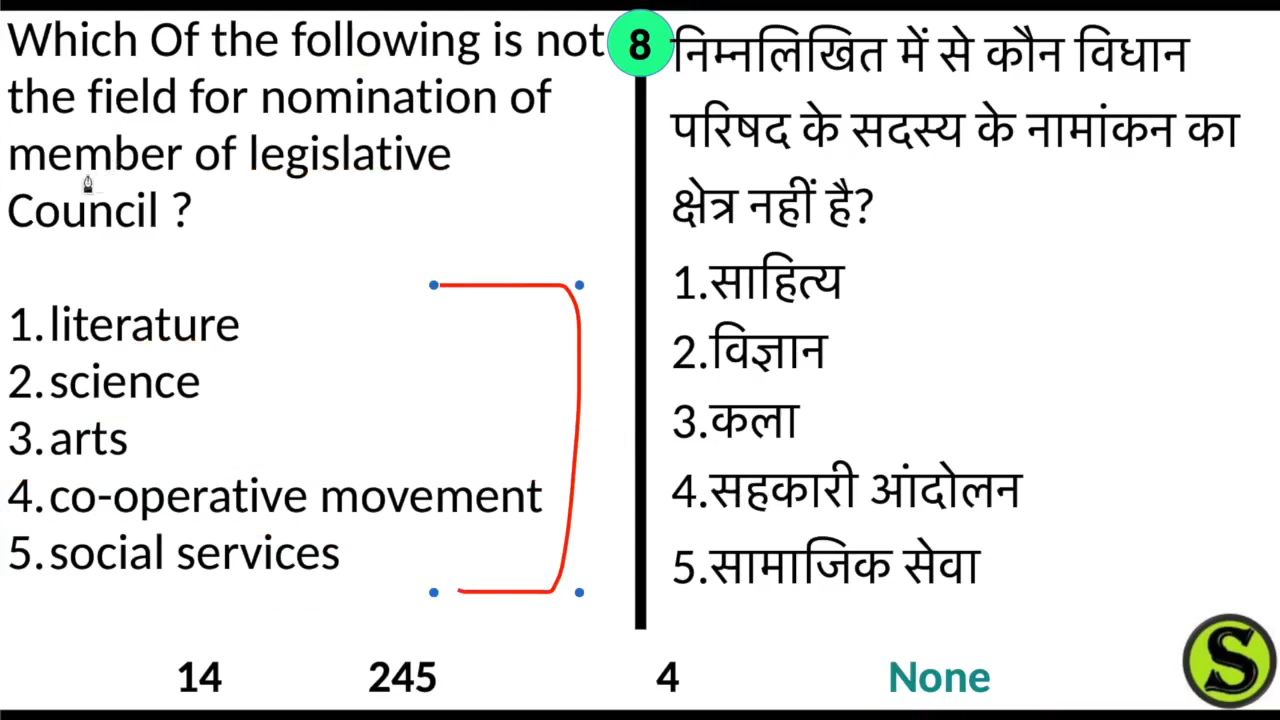 Which Of the following is not
the field for nomination of
member of legislative
Council ?
1. literature
2. science
3. arts
4. co-operative movement
5. social services
8
निम्नलिखित में से कौन विधान
परिषद के सदस्य के नामांकन का
क्षेत्र नहीं है?
1.साहित्य
2.विज्ञान
3.कला
4.सहकारी आंदोलन
5.सामाजिक सेवा
14 245 4 None
S